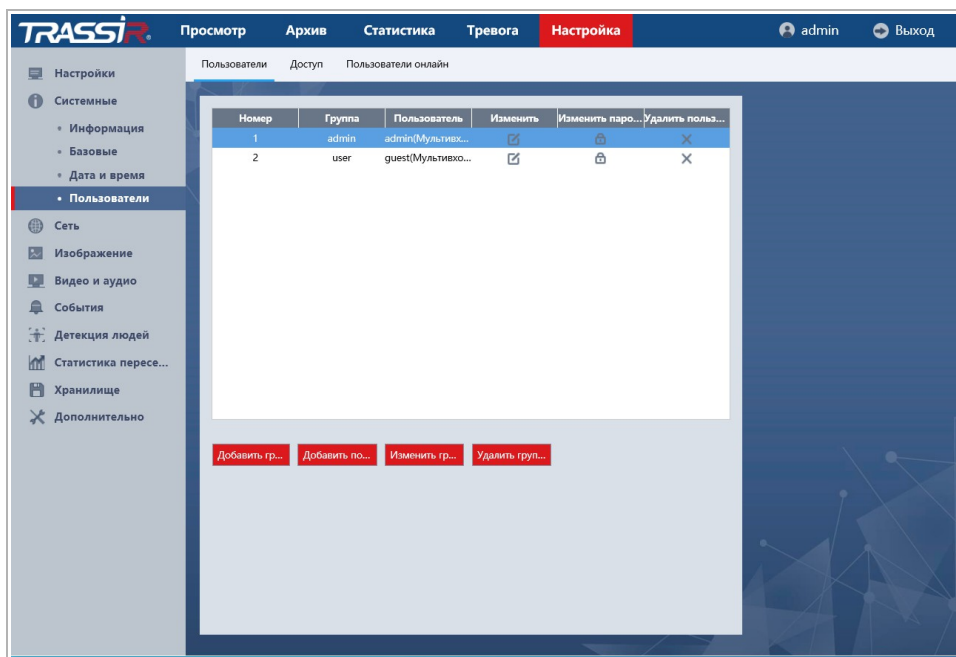 TRASSIR
Просмотр Архив Статистика Тревога Настройка admin Выход
Пользователи Доступ Пользователи онлайн
Настройки
Системные
Информация
Базовые
Дата и время
Пользователи
Сеть
Изображение
Видео и аудио
События
Детекция людей
Статистика пересе...
Хранилище
Дополнительно
Номер Группа Пользователь Изменить Изменить паро... Удалить польз...
1 admin admin(Мультивх...
2 user guest(Мультивхо...
Добавить гр... Добавить по... Изменить гр... Удалить груп...